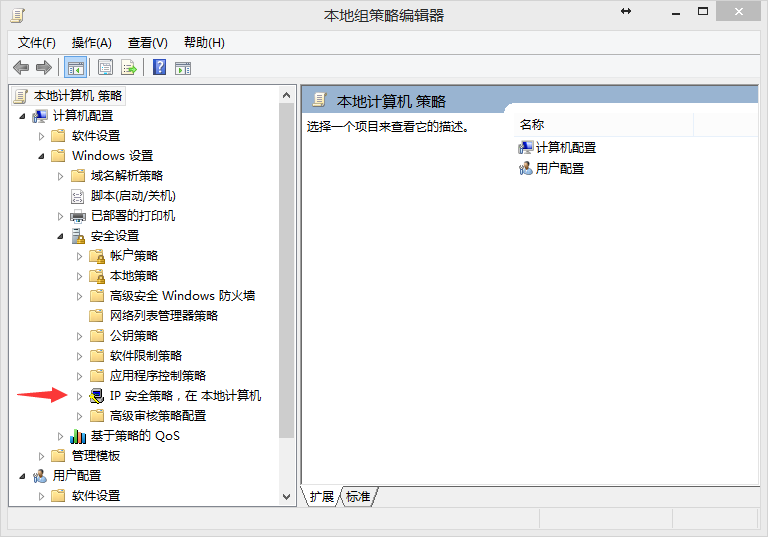 本地组策略编辑器
文件(F) 操作(A) 查看(V) 帮助(H)
本地计算机 策略
计算机配置
软件设置
Windows 设置
域名解析策略
脚本(启动/关机)
已部署的打印机
安全设置
帐户策略
本地策略
高级安全 Windows 防火墙
网络列表管理器策略
公钥策略
软件限制策略
应用程序控制策略
IP 安全策略，在 本地计算机
高级审核策略配置
基于策略的 QoS
管理模板
用户配置
软件设置
本地计算机 策略
选择一个项目来查看它的描述。
名称
计算机配置
用户配置
扩展 标准